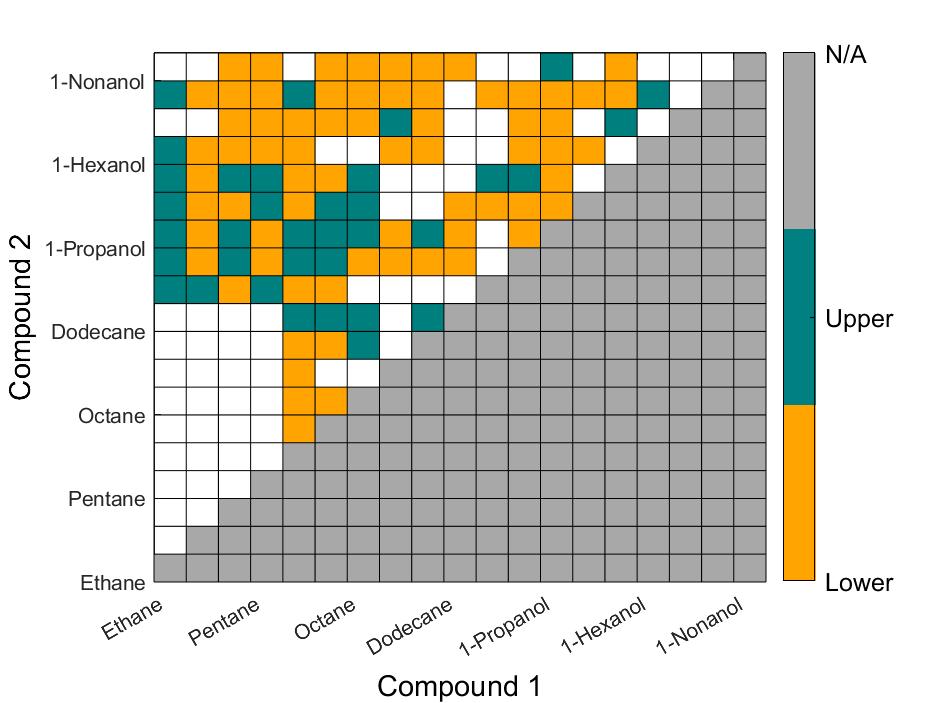 N/A
1-Nonanol
1-Hexanol
1-Propanol
Upper
Dodecane
Octane
Pentane
Ethane
Lower
Compound 2
Ethane
Pentane
Octane
Dodecane
1-Propanol
1-Hexanol
1-Nonanol
Compound 1